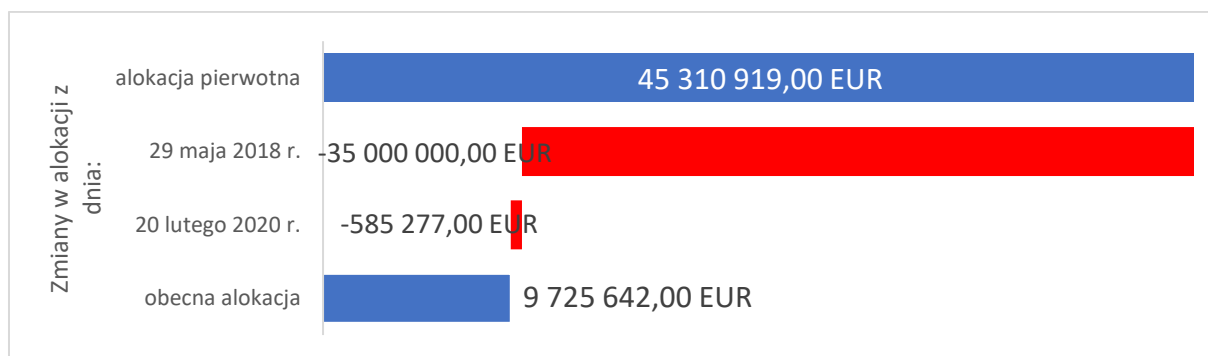 Zmiany w alokacji z
dnia:
alokacja pierwotna
45 310 919,00 EUR
29 maja 2018 r.
-35 000 000,00 EUR
20 lutego 2020 r.
-585 277,00 EUR
obecna alokacja
9 725 642,00 EUR